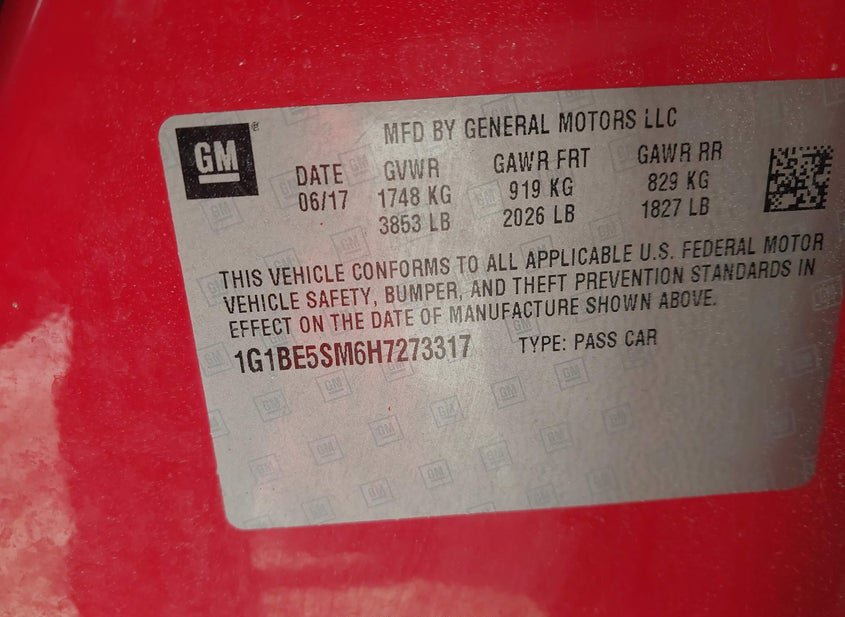 GM
MFD BY GENERAL MOTORS LLC
DATE GVWR GAWR FRT GAWR RR
06/17 1748 KG 919 KG 829 KG
3853 LB 2026 LB 1827 LB
THIS VEHICLE CONFORMS TO ALL APPLICABLE U.S. FEDERAL MOTOR
VEHICLE SAFETY, BUMPER, AND THEFT PREVENTION STANDARDS IN
EFFECT ON THE DATE OF MANUFACTURE SHOWN ABOVE.
1G1BE5SM6H7273317 TYPE: PASS CAR